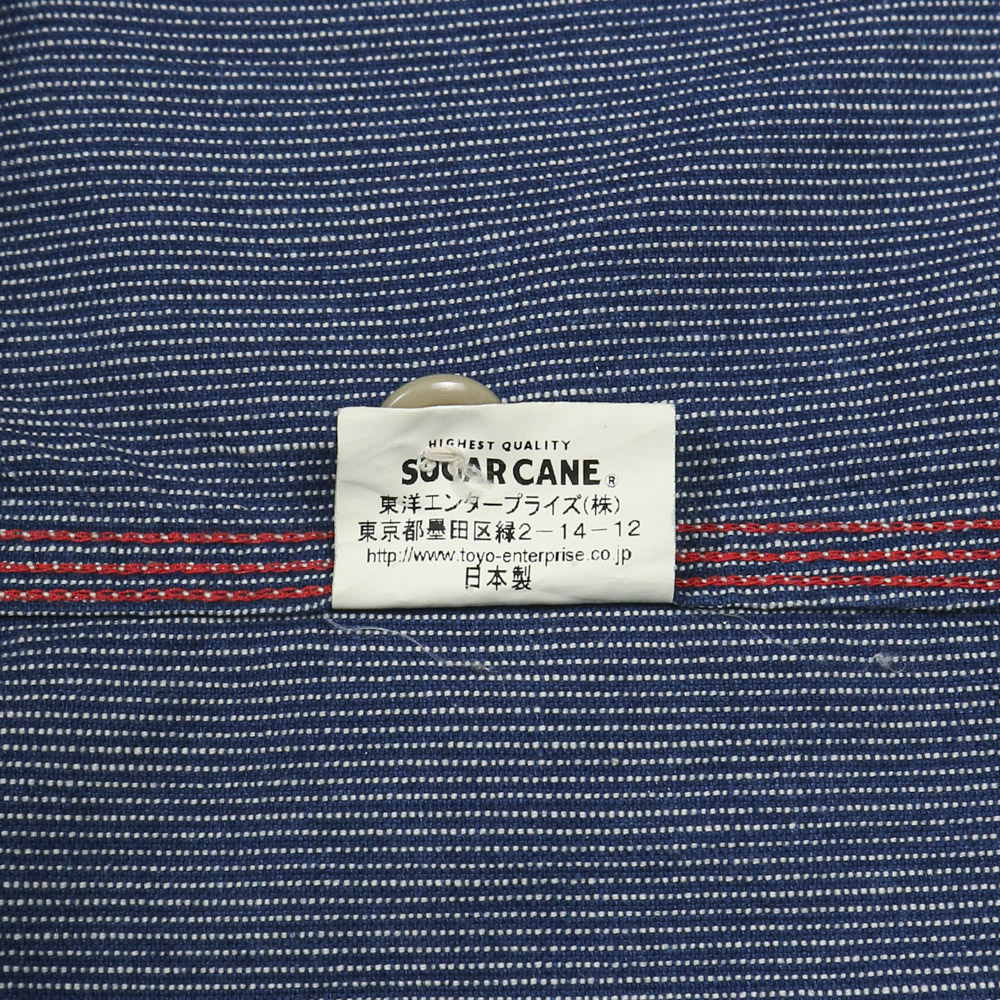 HIGHEST QUALITY
SUGAR CANE®
東洋エンタープライズ(株)
東京都墨田区緑2-14-12
http://www.toyo-enterprise.co.jp
日本製